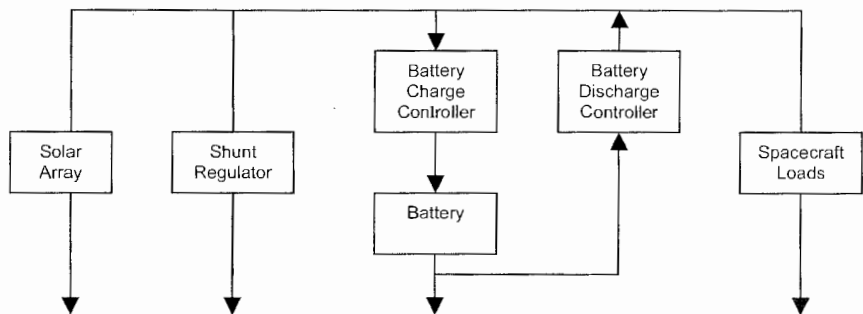 Battery
Charge
Controller
Battery
Discharge
Controller
Solar
Array
Shunt
Regulator
Spacecraft
Loads
Battery